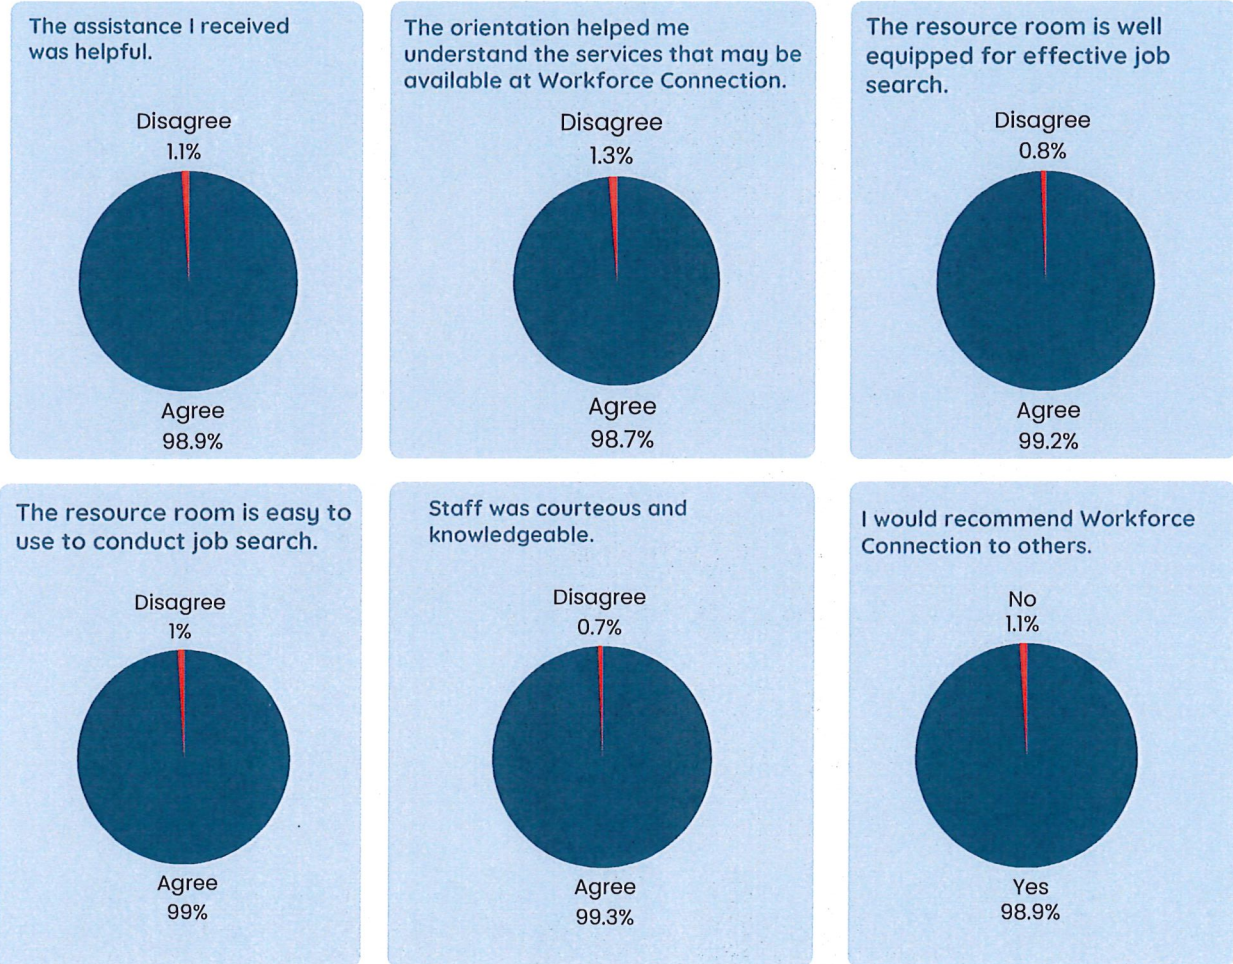 The assistance I received
was helpful.
Disagree
1.1%
Agree
98.9%
The orientation helped me
understand the services that may be
available at Workforce Connection.
Disagree
1.3%
Agree
98.7%
The resource room is well
equipped for effective job
search.
Disagree
0.8%
Agree
99.2%
The resource room is easy to
use to conduct job search.
Disagree
1%
Agree
99%
Staff was courteous and
knowledgeable.
Disagree
0.7%
Agree
99.3%
I would recommend Workforce
Connection to others.
No
1.1%
Yes
98.9%